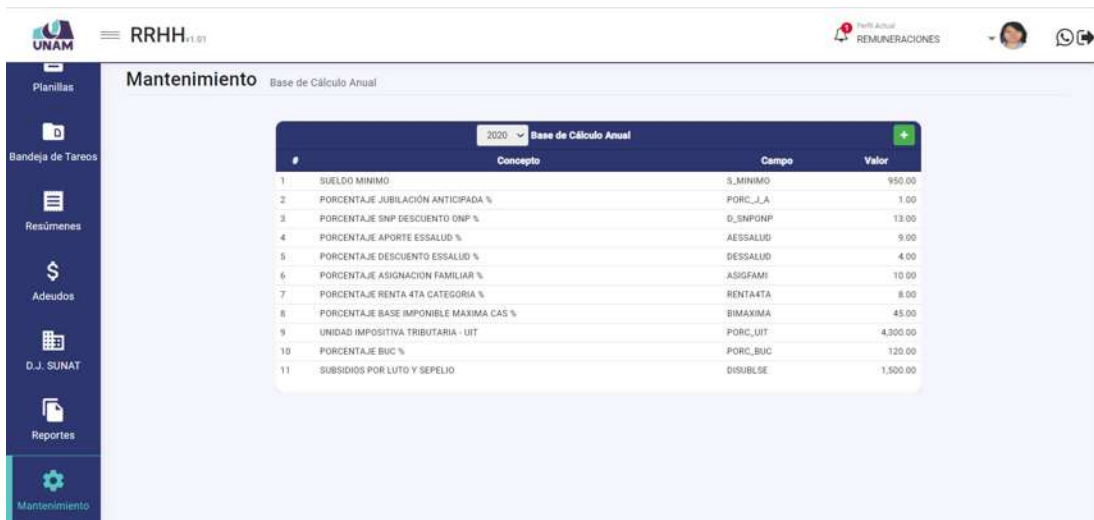 UNAM
RRHH v1.01
1
Perfil Actual
REMUNERACIONES
Planillas
Bandeja de Tareos
Resúmenes
Adeudos
D.J. SUNAT
Reportes
Mantenimiento
Mantenimiento Base de Cálculo Anual
2020 Base de Cálculo Anual +
# Concepto Campo Valor
1 SUELDO MINIMO S_MINIMO 950.00
2 PORCENTAJE JUBILACIÓN ANTICIPADA % PORC_J_A 1.00
3 PORCENTAJE SNP DESCUENTO ONP % D_SNPONP 13.00
4 PORCENTAJE APORTE ESSALUD % AESSALUD 9.00
5 PORCENTAJE DESCUENTO ESSALUD % DESSALUD 4.00
6 PORCENTAJE ASIGNACION FAMILIAR % ASIGFAMI 10.00
7 PORCENTAJE RENTA 4TA CATEGORIA % RENTA4TA 8.00
8 PORCENTAJE BASE IMPONIBLE MAXIMA CAS % BIMAXIMA 45.00
9 UNIDAD IMPOSITIVA TRIBUTARIA - UIT PORC_UIT 4,300.00
10 PORCENTAJE BUC % PORC_BUC 120.00
11 SUBSIDIOS POR LUTO Y SEPELIO DISUBLSE 1,500.00